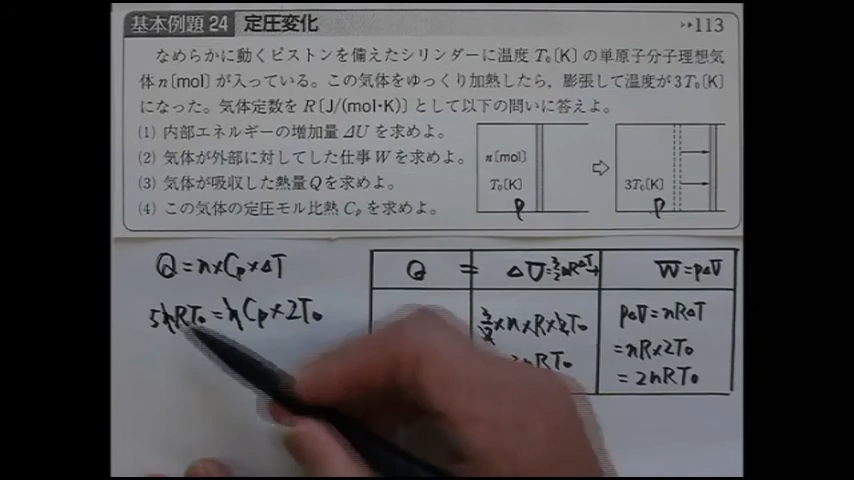 基本例題24 定圧変化 ››113
なめらかに動くピストンを備えたシリンダーに温度 T₀〔K〕の単原子分子理想気
体 n〔mol〕が入っている。この気体をゆっくり加熱したら,膨張して温度が 3T₀〔K〕
になった。気体定数を R〔J/(mol・K)〕として以下の問いに答えよ。
(1) 内部エネルギーの増加量 ΔU を求めよ。
(2) 気体が外部に対してした仕事 W を求めよ。
(3) 気体が吸収した熱量 Q を求めよ。
(4) この気体の定圧モル比熱 Cₚ を求めよ。
n〔mol〕
T₀〔K〕
P
3T₀〔K〕
P
Q=n×Cp×ΔT
5nRT₀=nCp×2T₀
Q = ΔU=3/2nRΔT + W=pΔV
3/2×n×R×2T₀
nRT₀
pΔV=nRΔT
=nR×2T₀
=2nRT₀